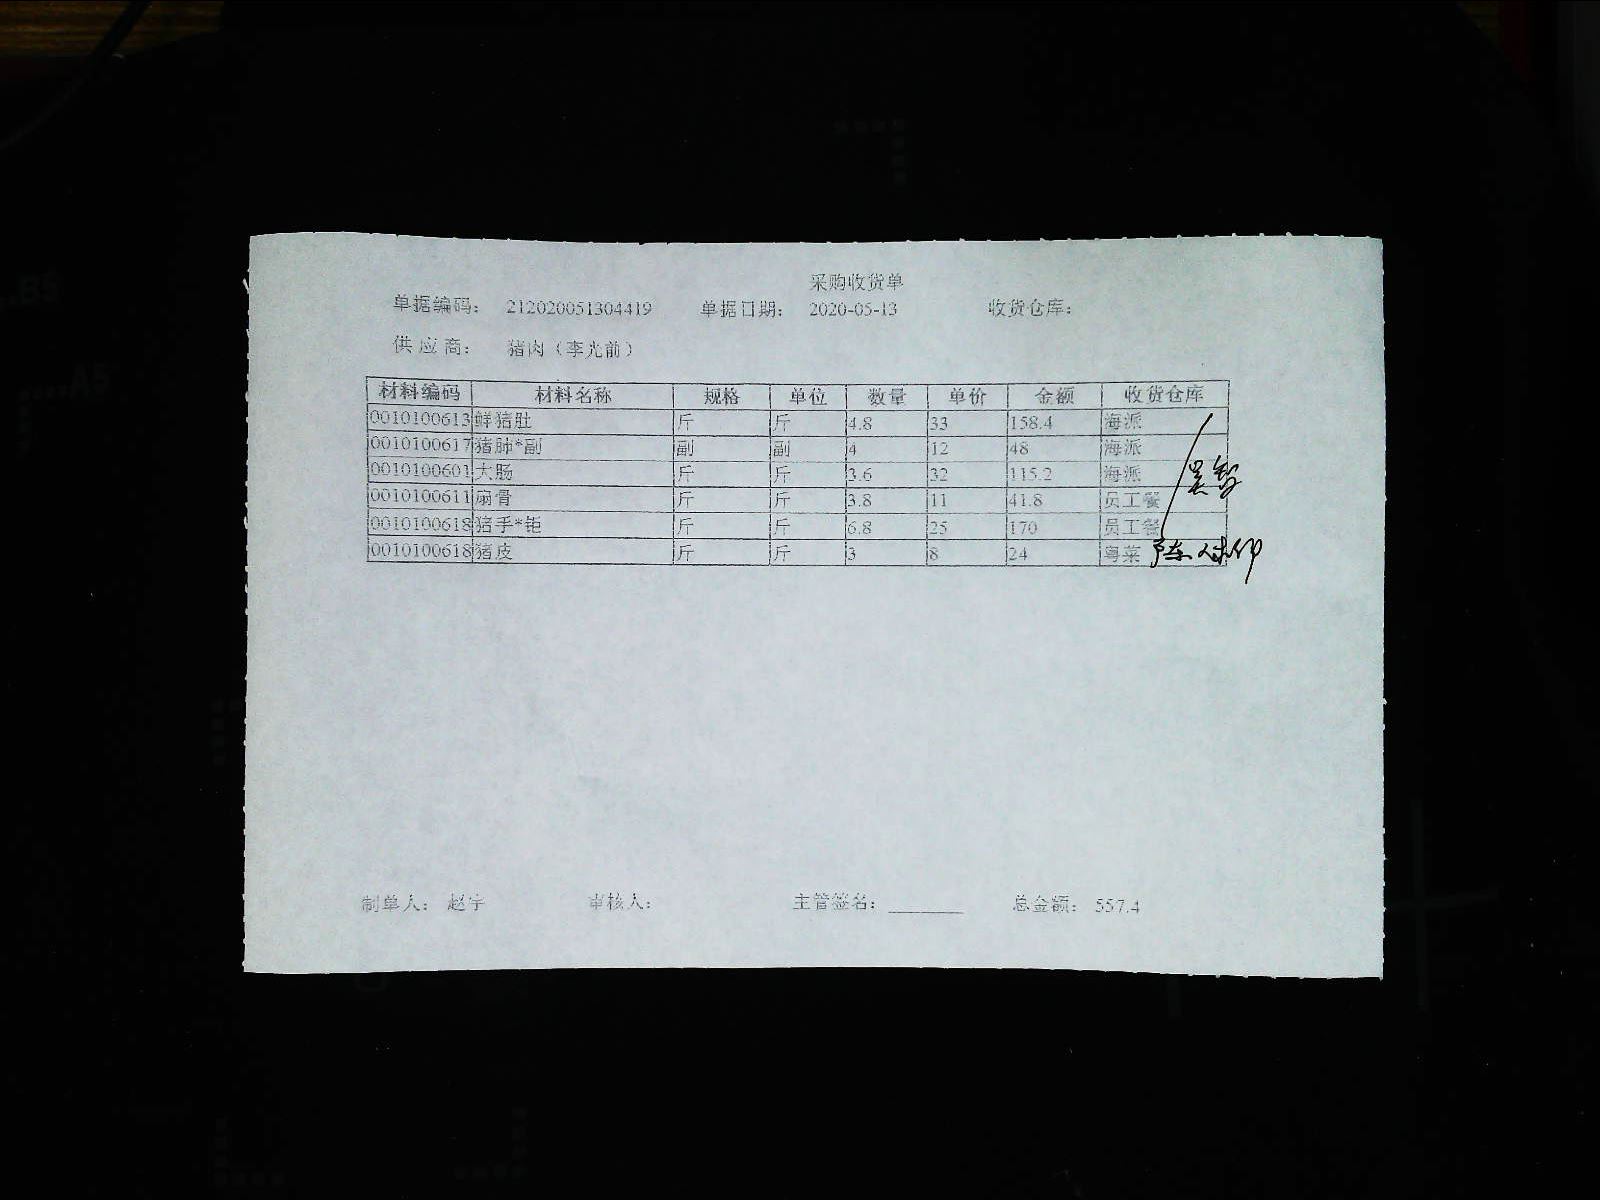 采购收货单
单据编码: 212020051304419 单据日期: 2020-05-13 收货仓库:
供应商: 猪肉（李光前）
材料编码 材料名称 规格 单位 数量 单价 金额 收货仓库
0010100613 鲜猪肚 斤 斤 4.8 33 158.4 海派
0010100617 猪肺*副 副 副 4 12 48 海派
0010100601 大肠 斤 斤 3.6 32 115.2 海派
0010100611 扇骨 斤 斤 3.8 11 41.8 员工餐
0010100618 猪手*钜 斤 斤 6.8 25 170 员工餐
0010100618 猪皮 斤 斤 3 8 24 粤菜
制单人: 赵宇 审核人: 主管签名: ________ 总金额: 557.4